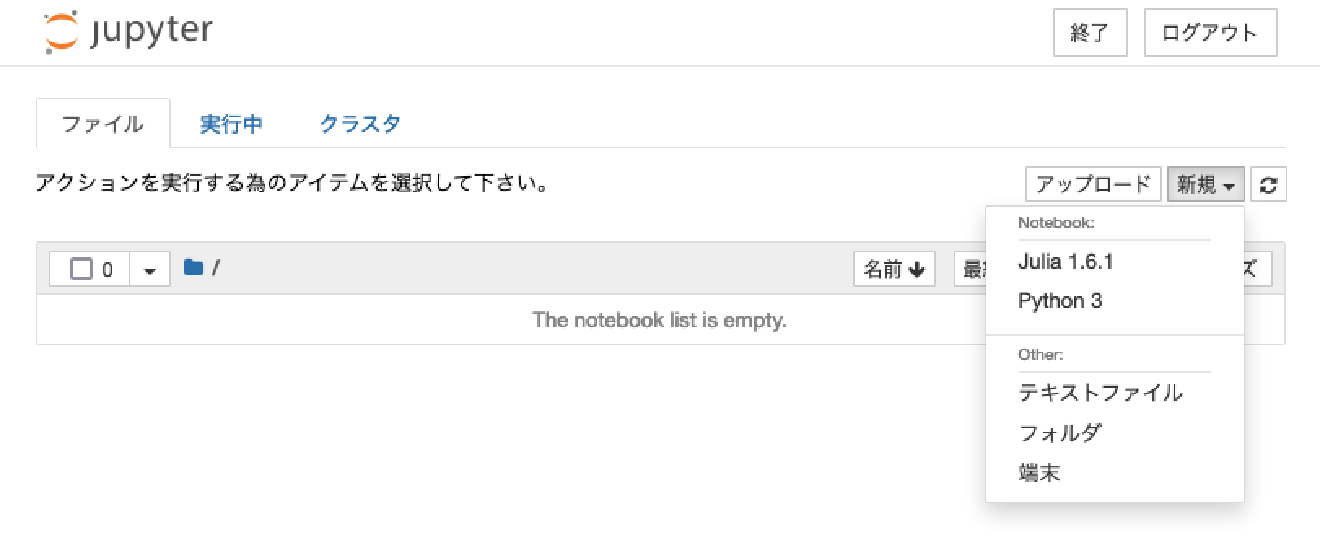 jupyter
終了
ログアウト
ファイル 実行中 クラスタ
アクションを実行する為のアイテムを選択して下さい。
アップロード 新規
0 / 名前
The notebook list is empty.
Notebook:
Julia 1.6.1
Python 3
Other:
テキストファイル
フォルダ
端末